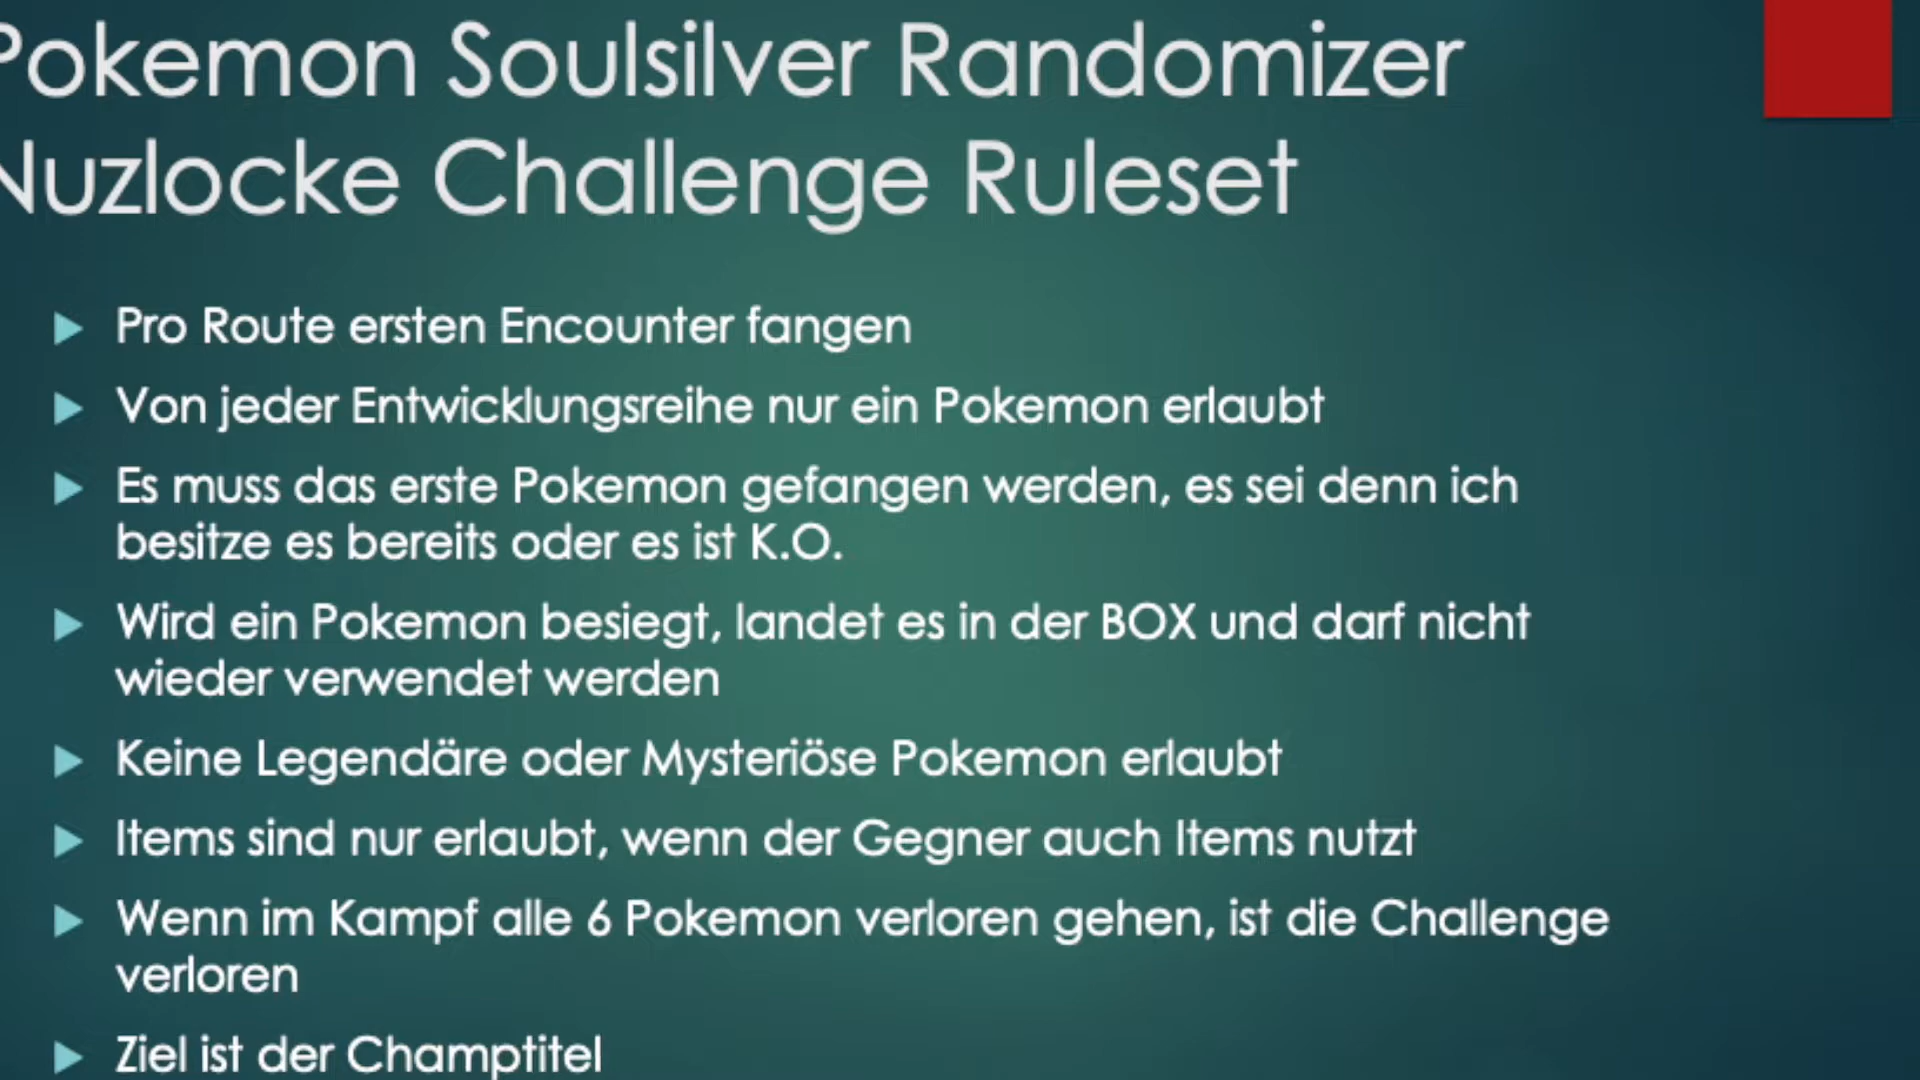 Pokemon Soulsilver Randomizer
Nuzlocke Challenge Ruleset
Pro Route ersten Encounter fangen
Von jeder Entwicklungsreihe nur ein Pokemon erlaubt
Es muss das erste Pokemon gefangen werden, es sei denn ich
besitze es bereits oder es ist K.O.
Wird ein Pokemon besiegt, landet es in der BOX und darf nicht
wieder verwendet werden
Keine Legendäre oder Mysteriöse Pokemon erlaubt
Items sind nur erlaubt, wenn der Gegner auch Items nutzt
Wenn im Kampf alle 6 Pokemon verloren gehen, ist die Challenge
verloren
Ziel ist der Champtitel